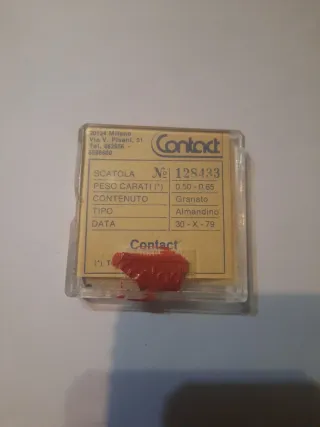 20124 Milano
Via V. Pisani, 31
Tel.
Contact
SCATOLA № 128433
PESO CARATI (*) 0,50 - 0,65
CONTENUTO Granato
TIPO Almandino
DATA 30 - X - 79
Contact
(*)